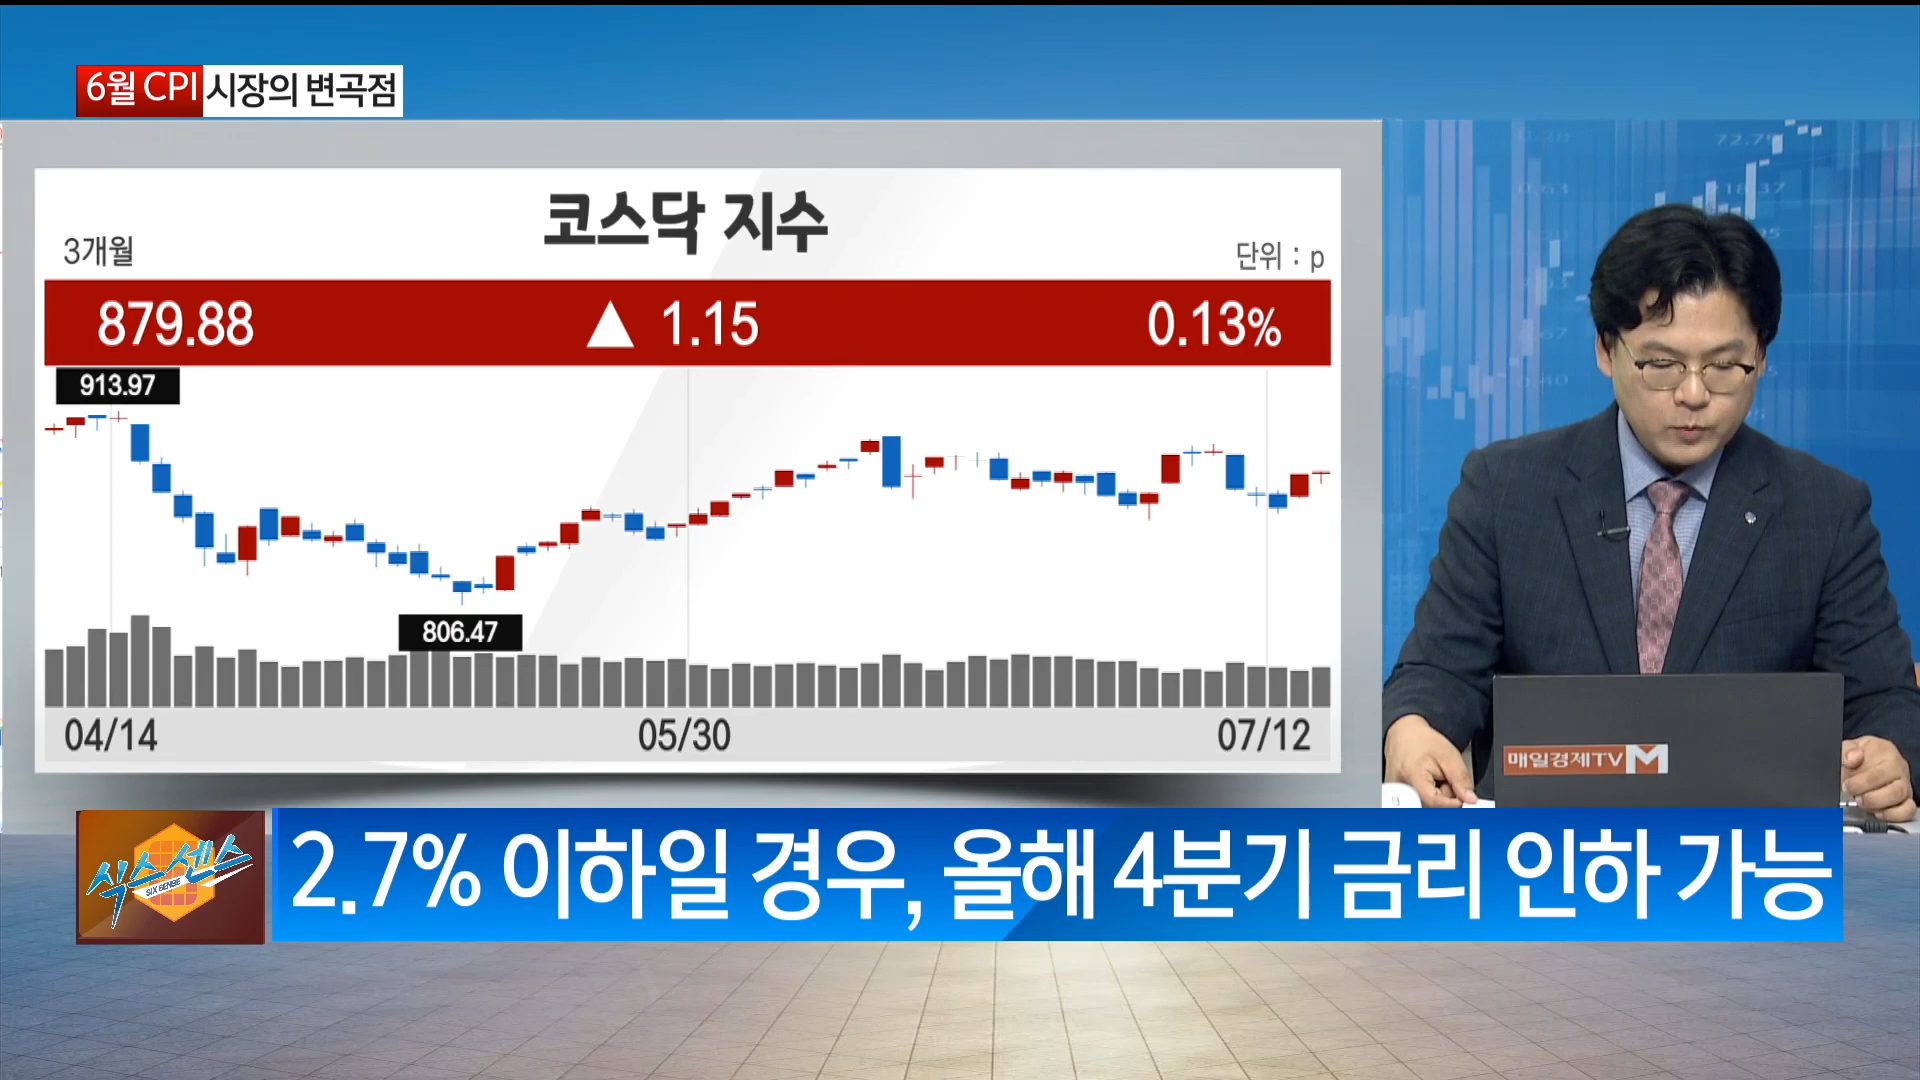 6월 CPI 시장의 변곡점
코스닥 지수
3개월
단위 : p
879.88 ▲ 1.15 0.13%
913.97
806.47
04/14 05/30 07/12
72.7
매일경제TV M
식스센스
SIX SENSE
2.7% 이하일 경우, 올해 4분기 금리 인하 가능